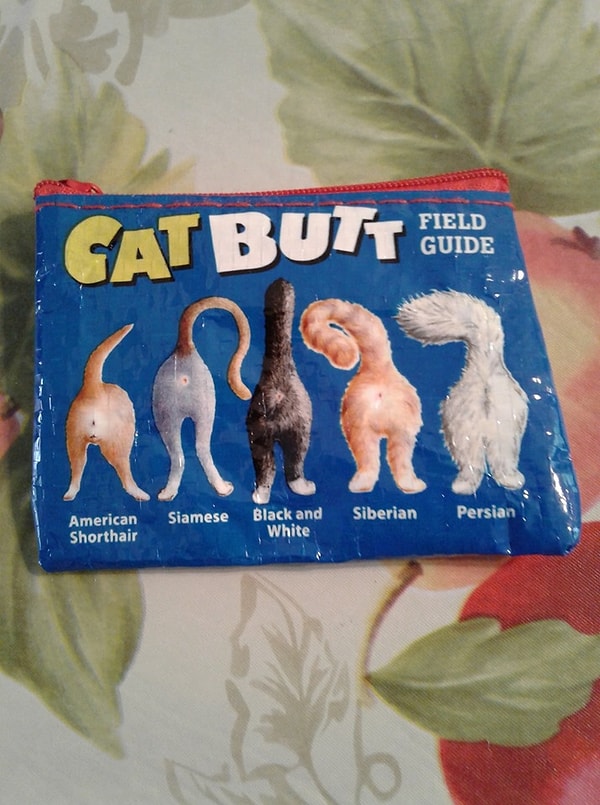 CAT BUTT FIELD
GUIDE
American
Shorthair
Siamese
Black and
White
Siberian
Persian